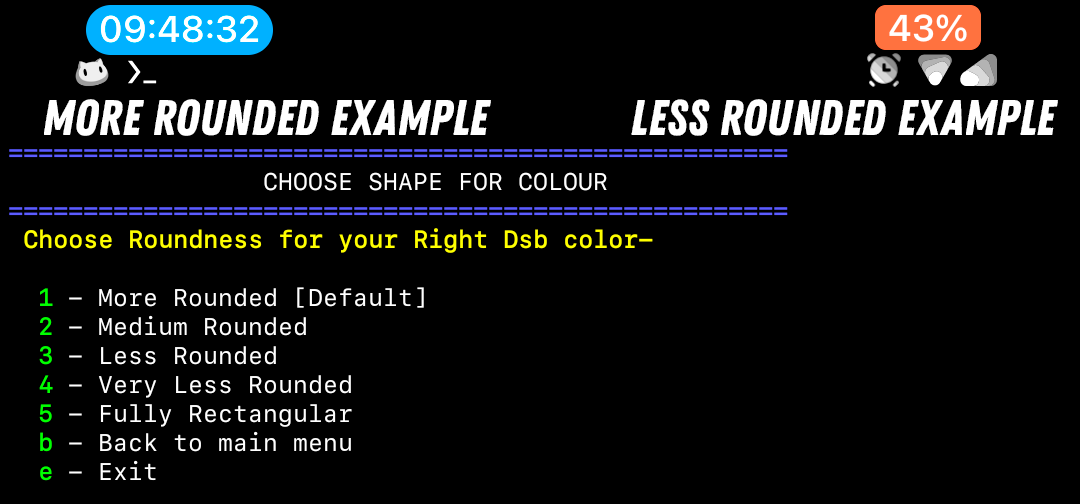 09:48:32 43%
>_
MORE ROUNDED EXAMPLE LESS ROUNDED EXAMPLE
====================================================
CHOOSE SHAPE FOR COLOUR
====================================================
Choose Roundness for your Right Dsb color-
1 - More Rounded [Default]
2 - Medium Rounded
3 - Less Rounded
4 - Very Less Rounded
5 - Fully Rectangular
b - Back to main menu
e - Exit